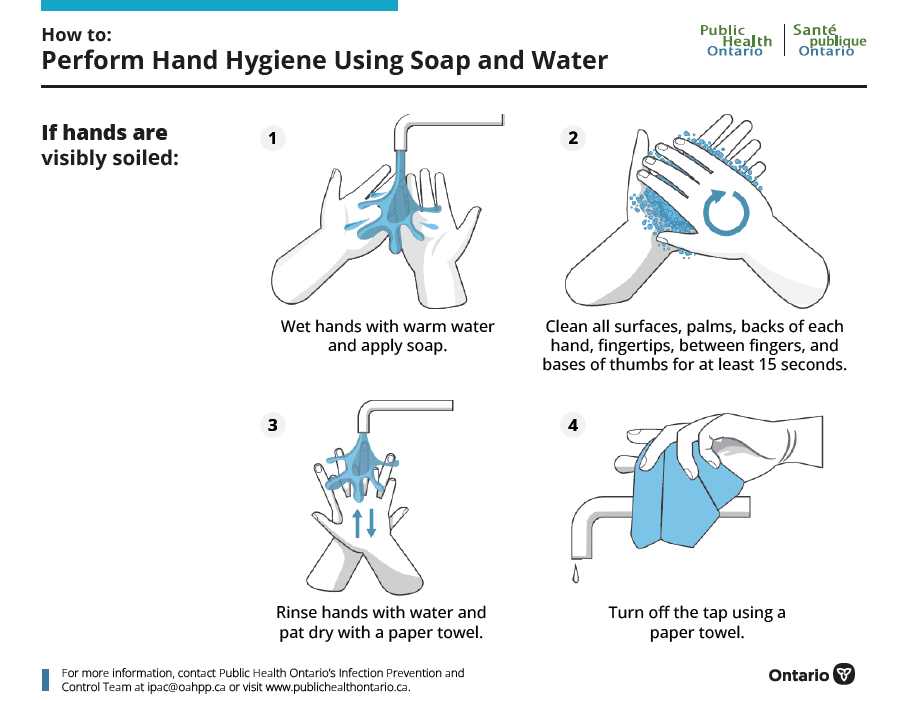 How to:
Perform Hand Hygiene Using Soap and Water
Public
Health
Ontario
Santé
publique
Ontario
If hands are
visibly soiled:
1
Wet hands with warm water
and apply soap.
2
Clean all surfaces, palms, backs of each
hand, fingertips, between fingers, and
bases of thumbs for at least 15 seconds.
3
Rinse hands with water and
pat dry with a paper towel.
4
Turn off the tap using a
paper towel.
For more information, contact Public Health Ontario's Infection Prevention and
Control Team at ipac@oahpp.ca or visit www.publichealthontario.ca.
Ontario